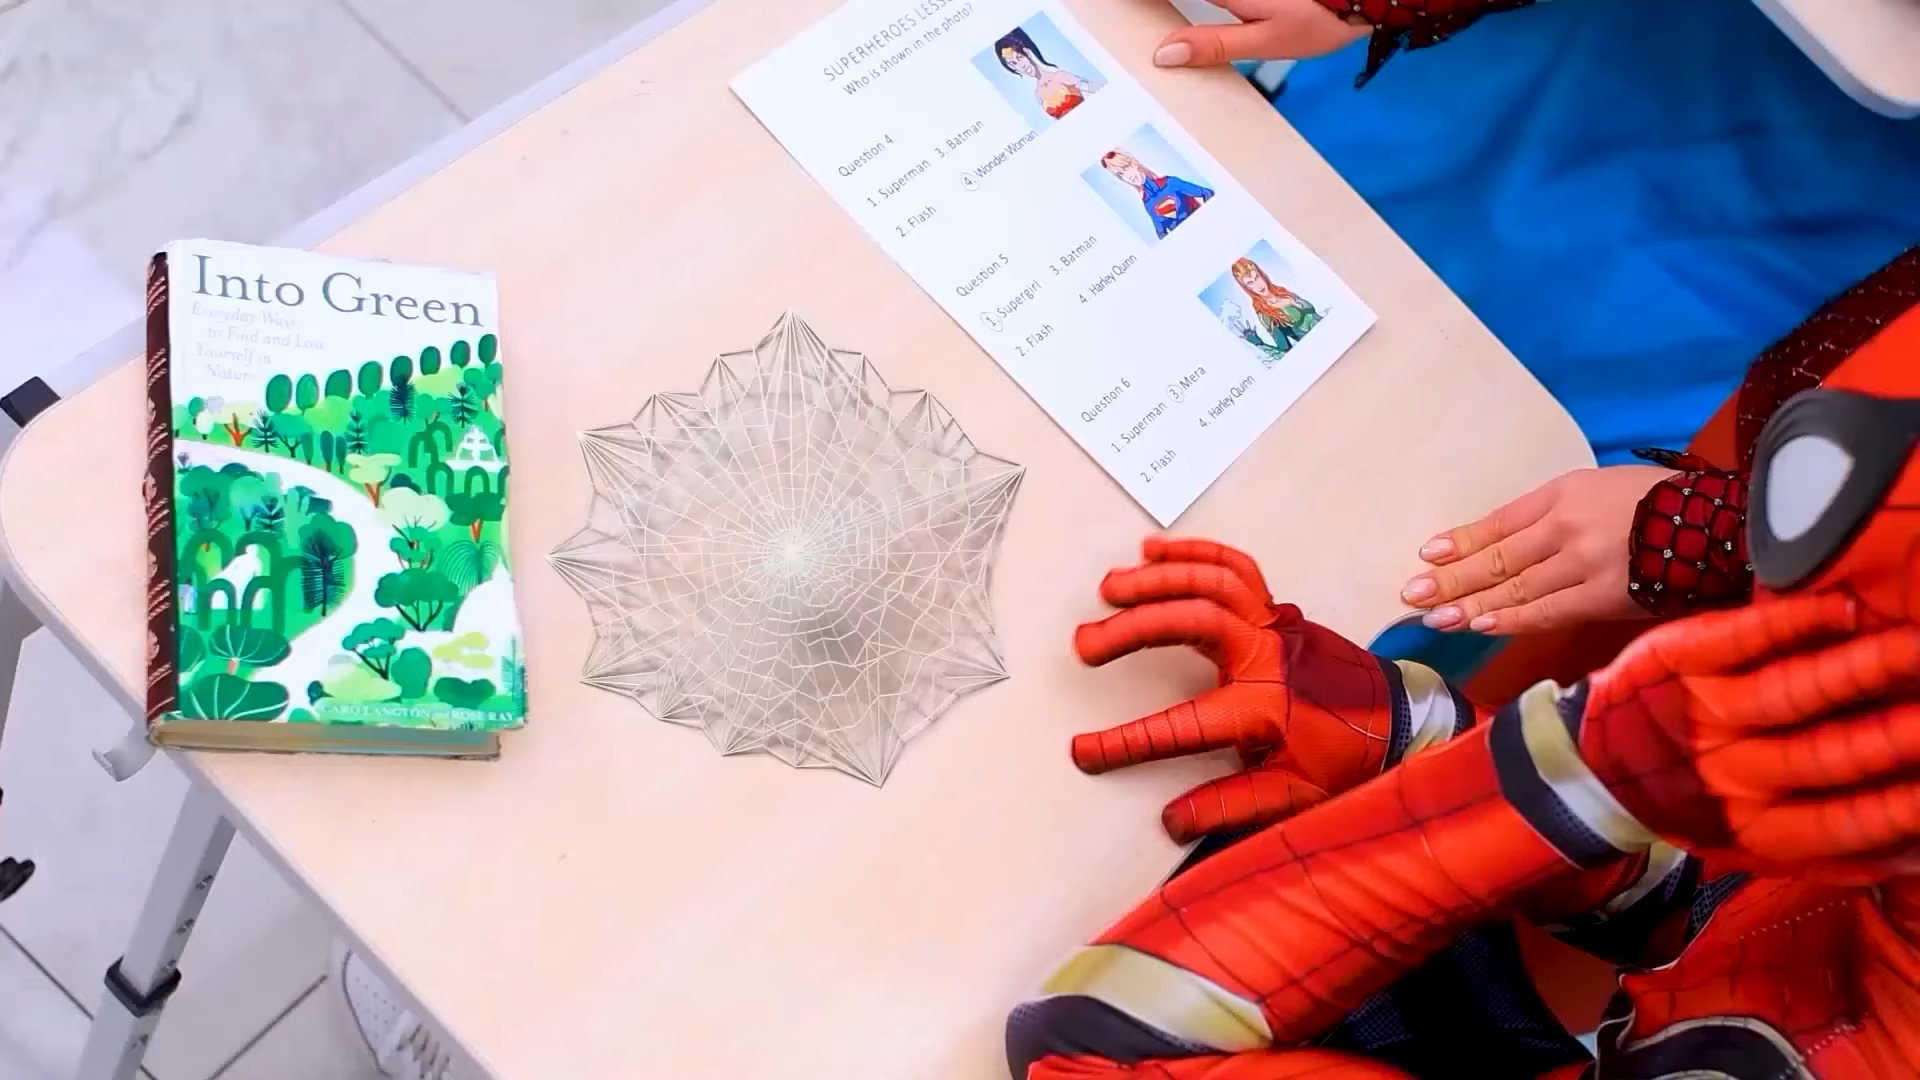 Into Green
Everyday Ways
to Find and Lose
Yourself in
Nature
CARO LANGTON and ROSE RAY
SUPERHEROES
Who is shown in the photo?
Question 4
1. Superman 3. Batman
2. Flash 4. Wonder Woman
Question 5
1. Supergirl 3. Batman
2. Flash 4. Harley Quinn
Question 6
1. Superman 3. Mera
2. Flash 4. Harley Quinn